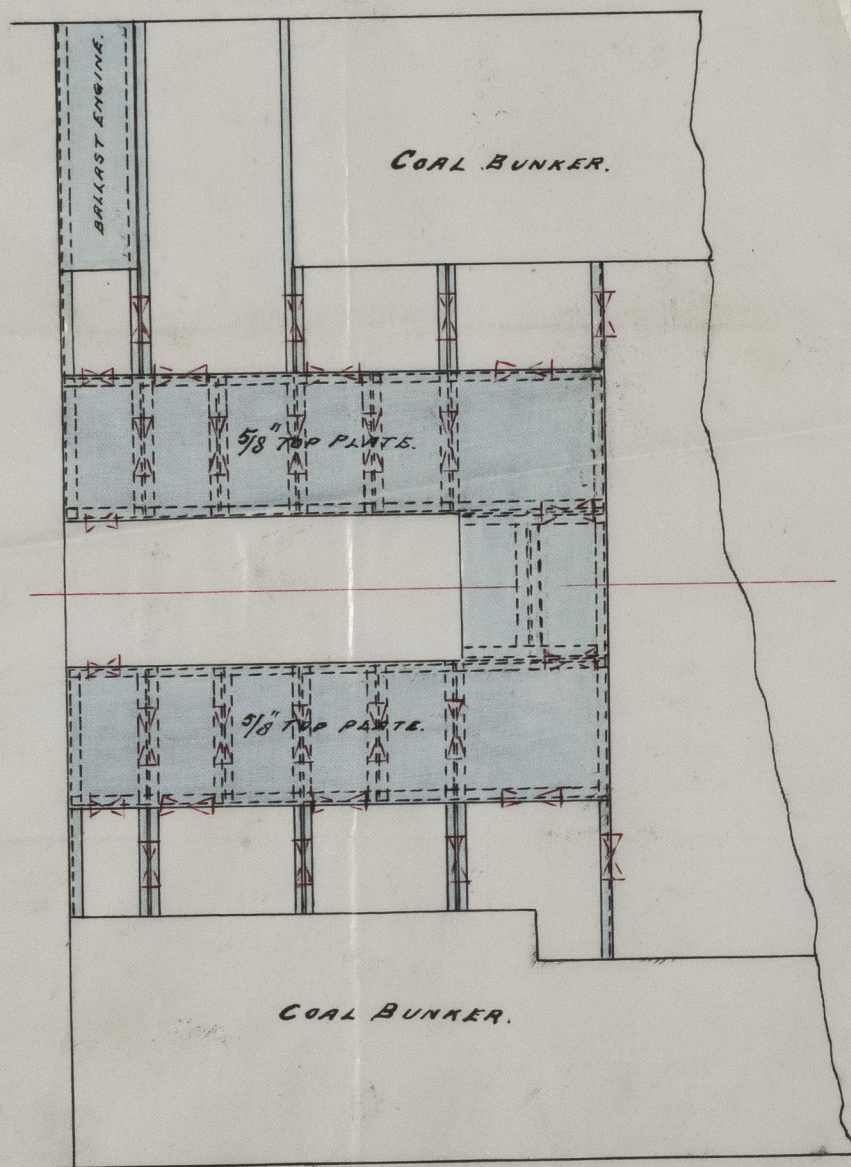 BALLAST ENGINE.
COAL BUNKER.
5/8" TOP PLATE.
5/8" TOP PLATE.
COAL BUNKER.